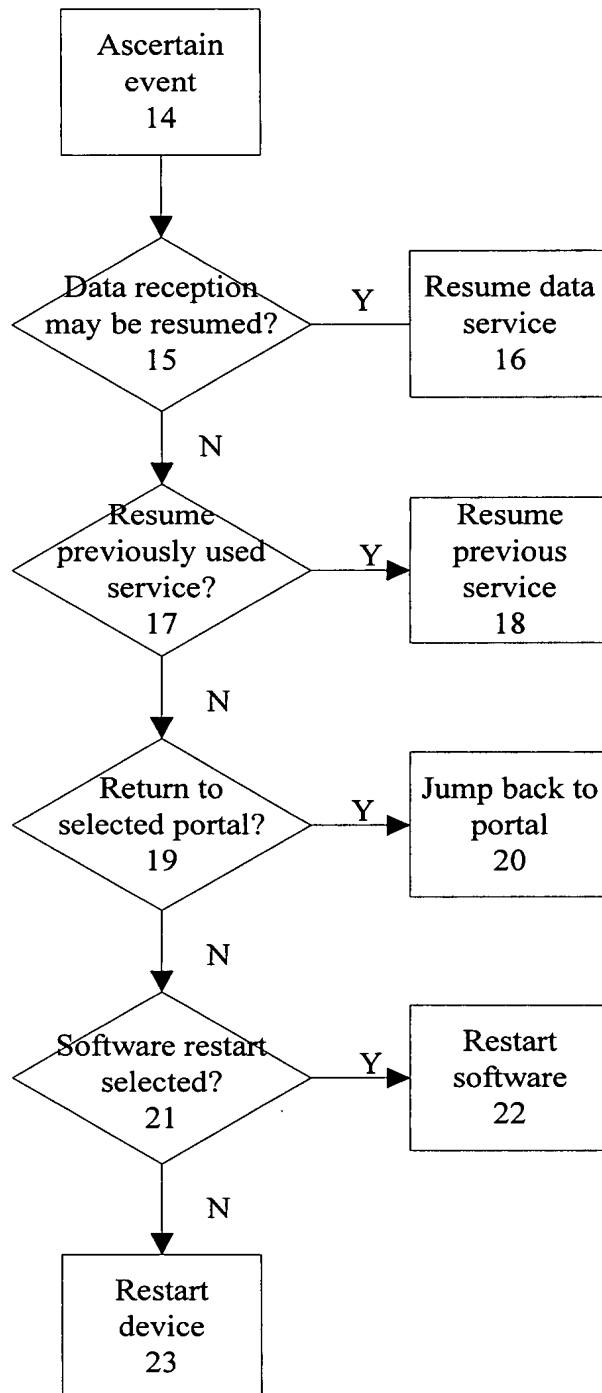 Ascertain
event
14
Data reception
may be resumed?
15
Y
Resume data
service
16
N
Resume
previously used
service?
17
Y
Resume
previous
service
18
N
Return to
selected portal?
19
Y
Jump back to
portal
20
N
Software restart
selected?
21
Y
Restart
software
22
N
Restart
device
23